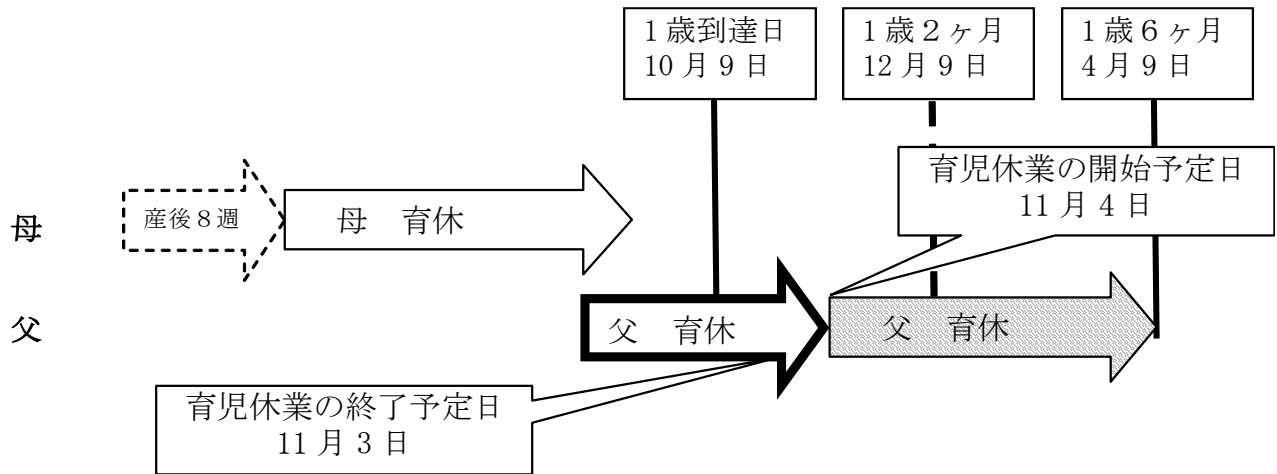 1歳到達日
10月9日
1歳2ヶ月
12月9日
1歳6ヶ月
4月9日
育児休業の開始予定日
11月4日
母
産後8週
母 育休
父
父 育休
父 育休
育児休業の終了予定日
11月3日